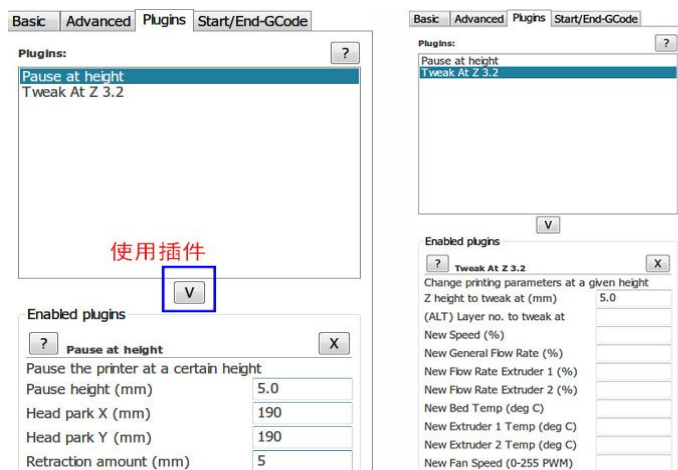 Basic Advanced Plugins Start/End-GCode
Plugins:
?
Pause at height
Tweak At Z 3.2
使用插件
V
Enabled plugins
? Pause at height X
Pause the printer at a certain height
Pause height (mm) 5.0
Head park X (mm) 190
Head park Y (mm) 190
Retraction amount (mm) 5
Basic Advanced Plugins Start/End-GCode
Plugins:
?
Pause at height
Tweak At Z 3.2
V
Enabled plugins
? Tweak At Z 3.2 X
Change printing parameters at a given height
Z height to tweak at (mm) 5.0
(ALT) Layer no. to tweak at
New Speed (%)
New General Flow Rate (%)
New Flow Rate Extruder 1 (%)
New Flow Rate Extruder 2 (%)
New Bed Temp (deg C)
New Extruder 1 Temp (deg C)
New Extruder 2 Temp (deg C)
New Fan Speed (0-255 PWM)